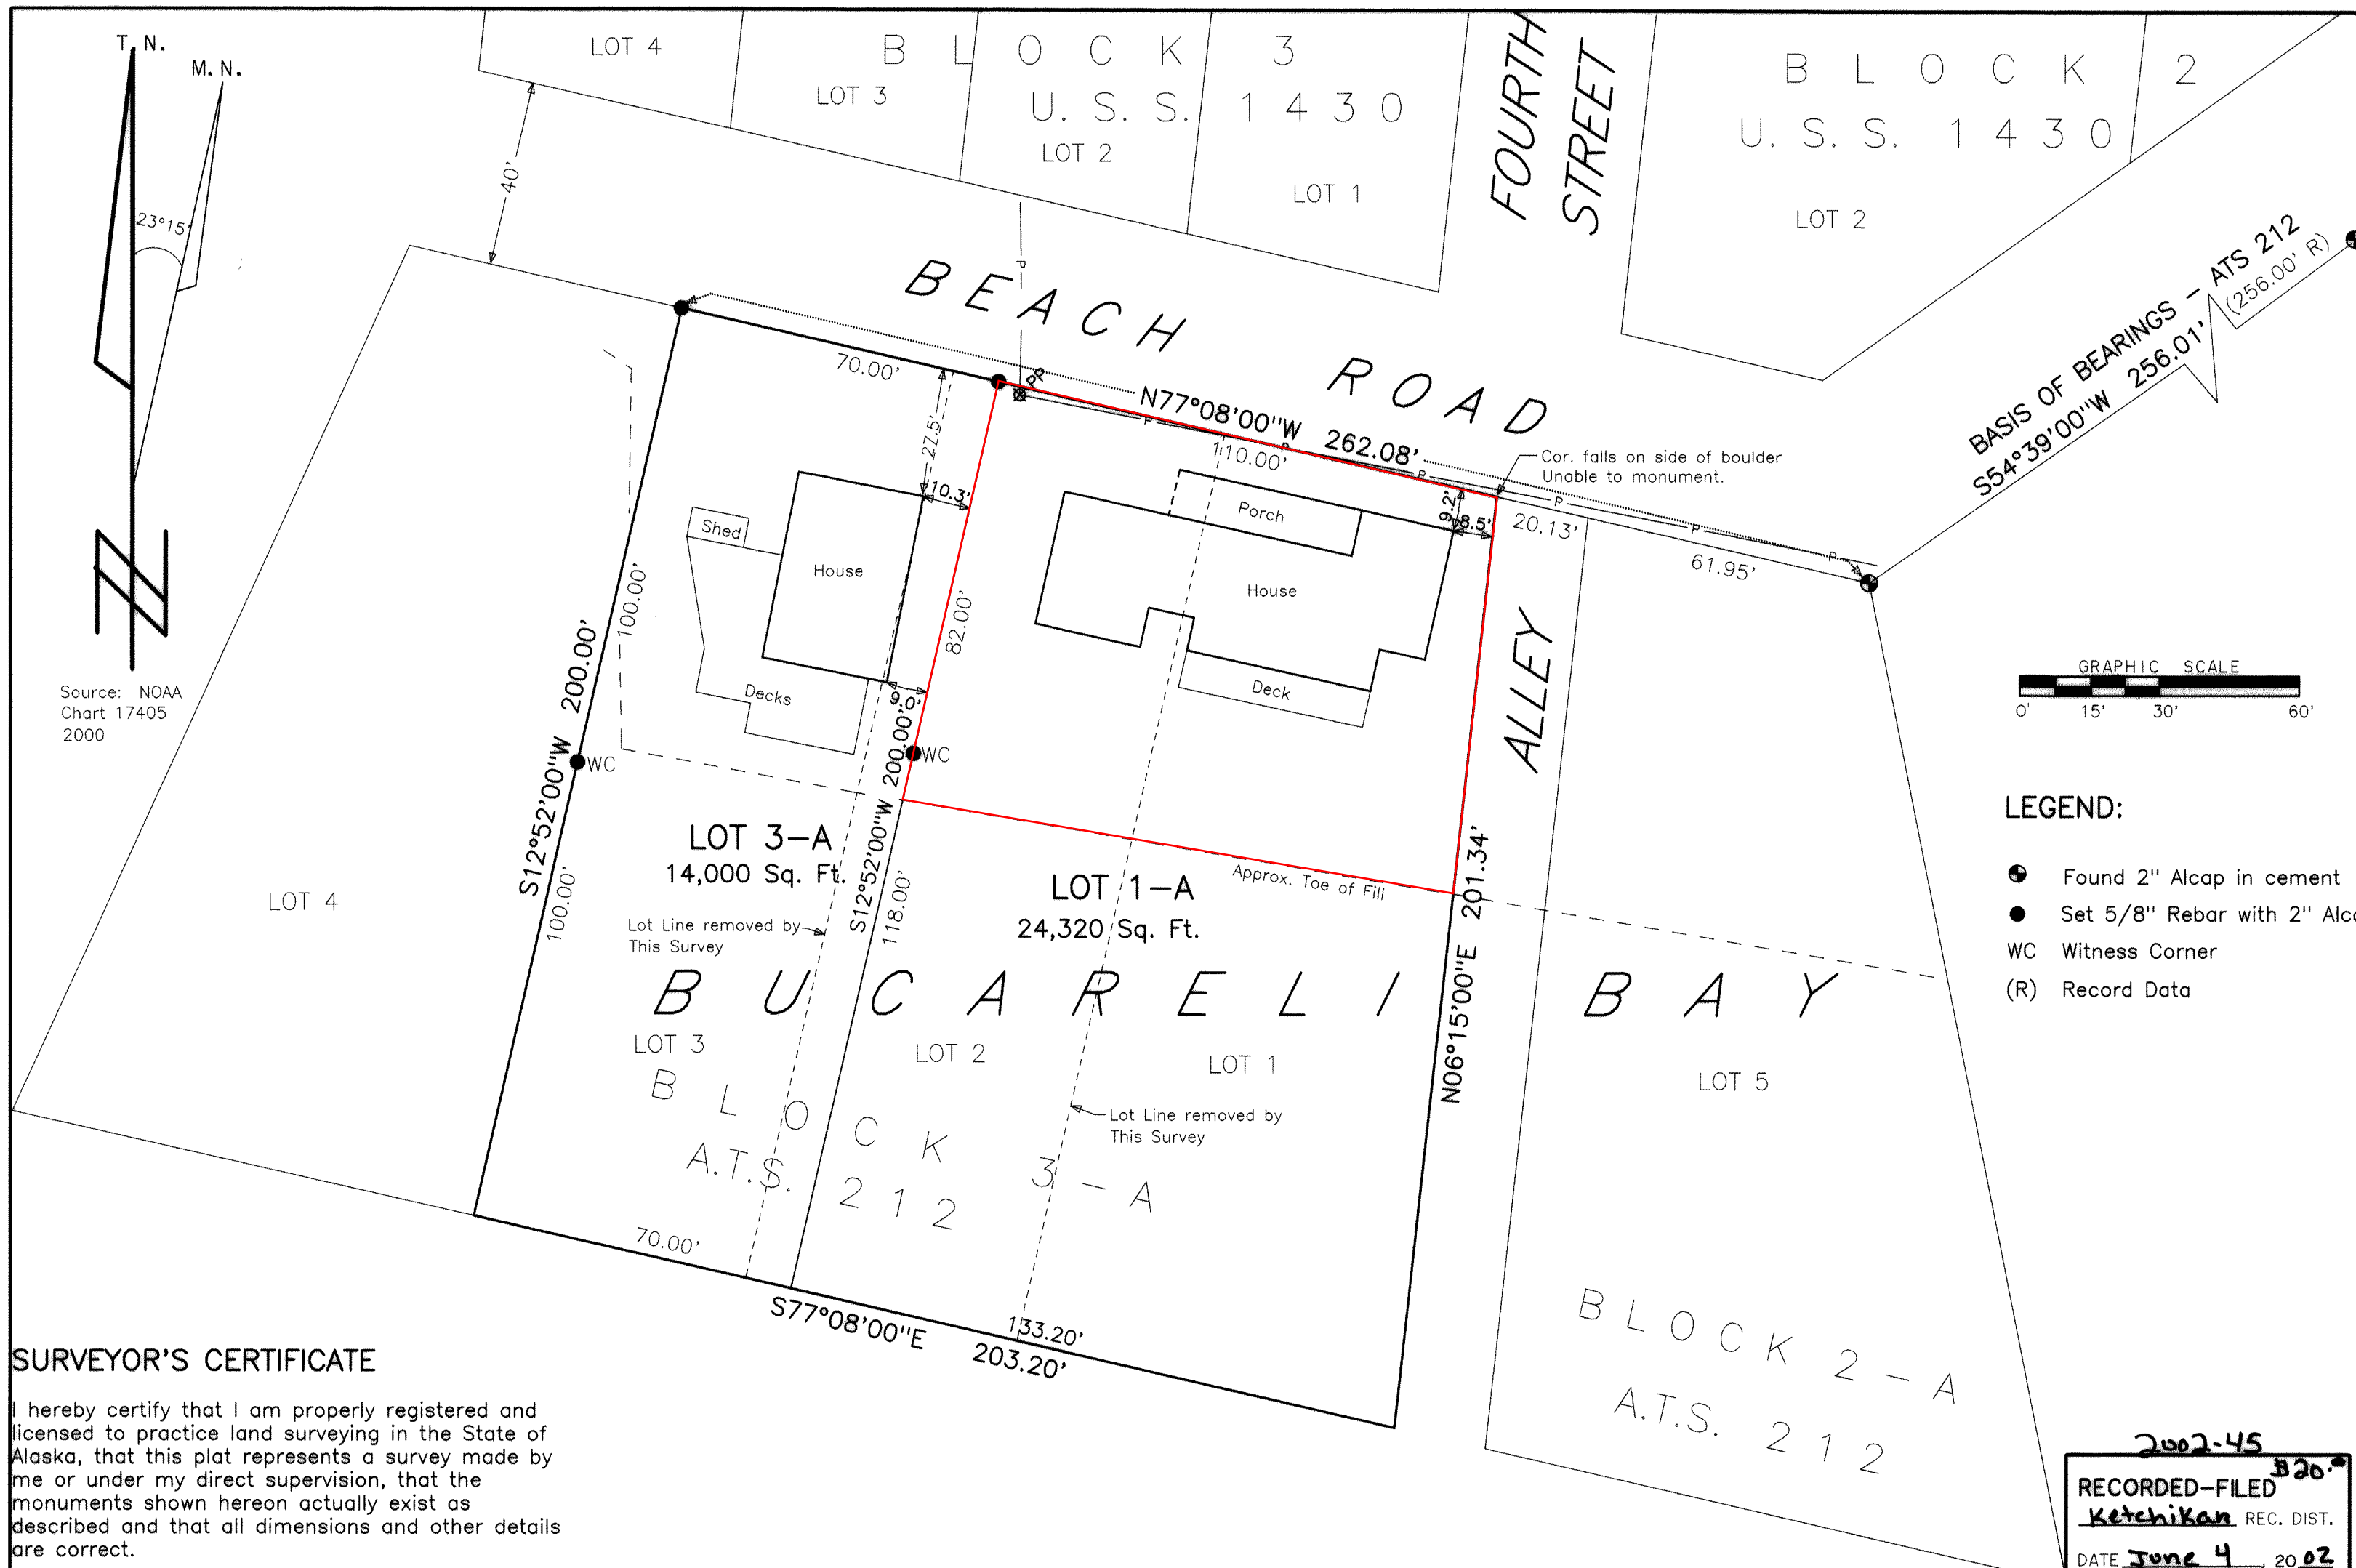 T. N.
M. N.
23°15'
Source: NOAA
Chart 17405
2000
LOT 4
LOT 3
B L O C K 3
U. S. S. 1 4 3 0
LOT 2
LOT 1
FOURTH
STREET
B L O C K 2
U. S. S. 1 4 3 0
LOT 2
40'
BEACH ROAD
BASIS OF BEARINGS - ATS 212
(256.00' R)
S54°39'00"W 256.01'
70.00'
PP
P
N77°08'00"W 262.08'
P
P
110.00'
P
P
P
P
Cor. falls on side of boulder
Unable to monument.
27.5'
10.3'
9.2'
8.5'
20.13'
61.95'
Shed
House
Decks
9.0'
Porch
House
Deck
ALLEY
100.00'
82.00'
S12°52'00"W 200.00'
100.00'
WC
WC
S12°52'00"W 200.00'
118.00'
GRAPHIC SCALE
0' 15' 30' 60'
LEGEND:
Found 2" Alcap in cement
Set 5/8" Rebar with 2" Alc
WC Witness Corner
(R) Record Data
LOT 4
LOT 3-A
14,000 Sq. Ft.
LOT 1-A
24,320 Sq. Ft.
Approx. Toe of Fill
Lot Line removed by
This Survey
N06°15'00"E 201.34'
BUCARELI BAY
LOT 3
LOT 2
LOT 1
LOT 5
Lot Line removed by
This Survey
B L O C K 3 - A
A.T.S. 2 1 2
70.00'
133.20'
S77°08'00"E 203.20'
BLOCK 2-A
A.T.S. 2 1 2
SURVEYOR'S CERTIFICATE
I hereby certify that I am properly registered and
licensed to practice land surveying in the State of
Alaska, that this plat represents a survey made by
me or under my direct supervision, that the
monuments shown hereon actually exist as
described and that all dimensions and other details
are correct.
2002-45
$20.
RECORDED-FILED
Ketchikan REC. DIST.
DATE June 4, 2002